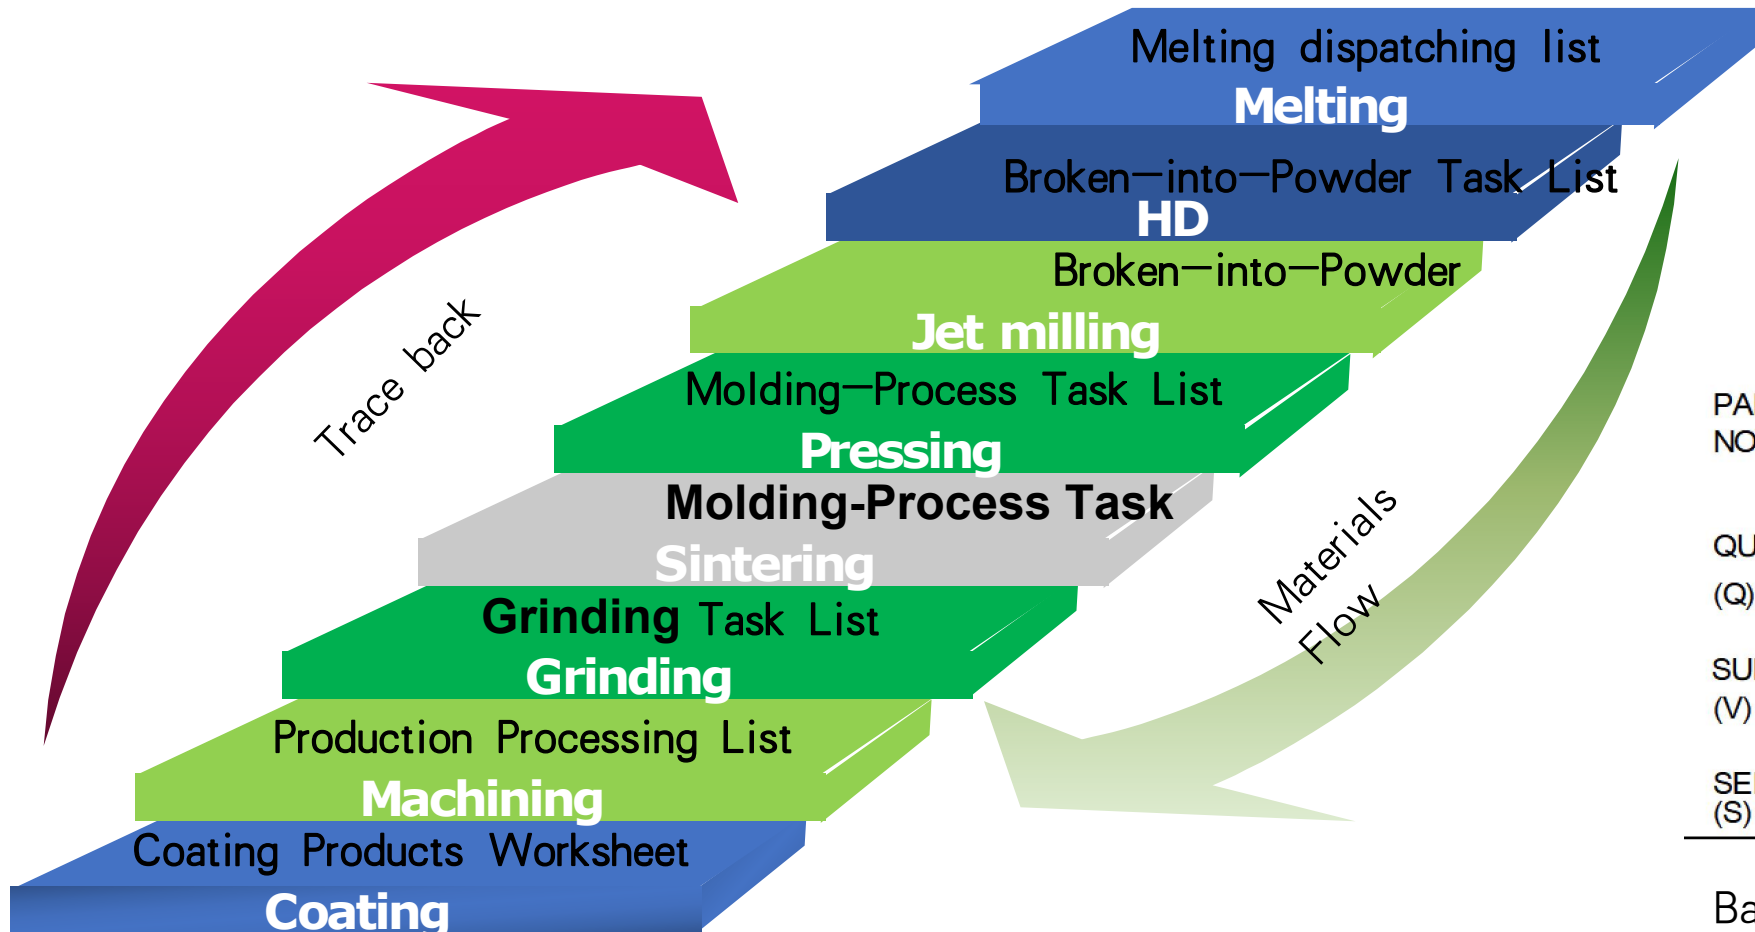 Melting dispatching list
Melting
Broken-into-Powder Task List
HD
Broken-into-Powder
Jet milling
Molding-Process Task List
Pressing
Molding-Process Task
Sintering
Grinding Task List
Grinding
Production Processing List
Machining
Coating Products Worksheet
Coating
Trace back
Materials
Flow
(Q)
(V)
(S)